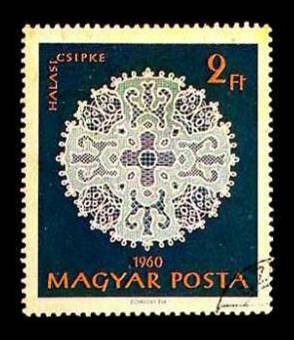 HALASI CSIPKE
2 Ft
1960
MAGYAR POSTA